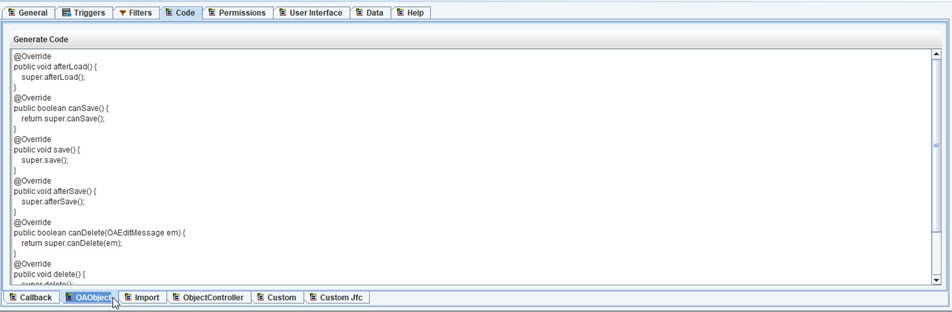 General Triggers Filters Code Permissions User Interface Data Help
Generate Code
@Override
public void afterLoad() {
super.afterLoad();
}
@Override
public boolean canSave() {
return super.canSave();
}
@Override
public void save() {
super.save();
}
@Override
public void afterSave() {
super.afterSave();
}
@Override
public boolean canDelete(OAEditMessage em) {
return super.canDelete(em);
}
@Override
public void delete() {
super.delete();
Callback OAObject Import ObjectController Custom Custom Jfc